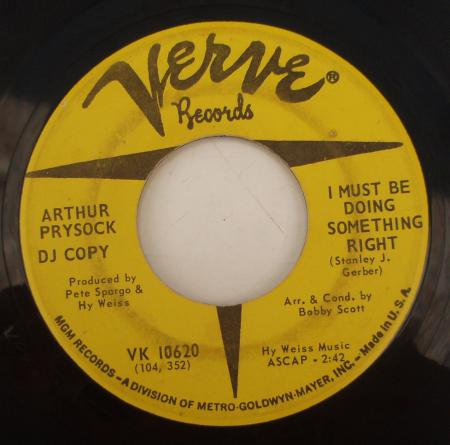 Verve®
Records
ARTHUR
PRYSOCK
DJ COPY
Produced by
Pete Spargo &
Hy Weiss
I MUST BE
DOING
SOMETHING
RIGHT
(Stanley J.
Gerber)
Arr. & Cond. by
Bobby Scott
VK 10620
(104, 352)
Hy Weiss Music
ASCAP - 2:42
MGM RECORDS - A DIVISION OF METRO-GOLDWYN-MAYER, INC. - Made in U.S.A.